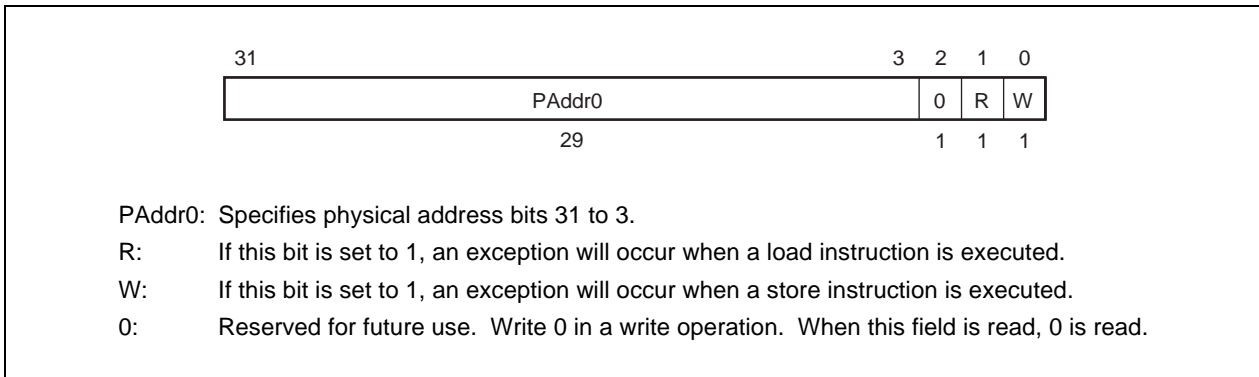 31 3 2 1 0
PAddr0 0 R W
29 1 1 1
PAddr0: Specifies physical address bits 31 to 3.
R: If this bit is set to 1, an exception will occur when a load instruction is executed.
W: If this bit is set to 1, an exception will occur when a store instruction is executed.
0: Reserved for future use. Write 0 in a write operation. When this field is read, 0 is read.